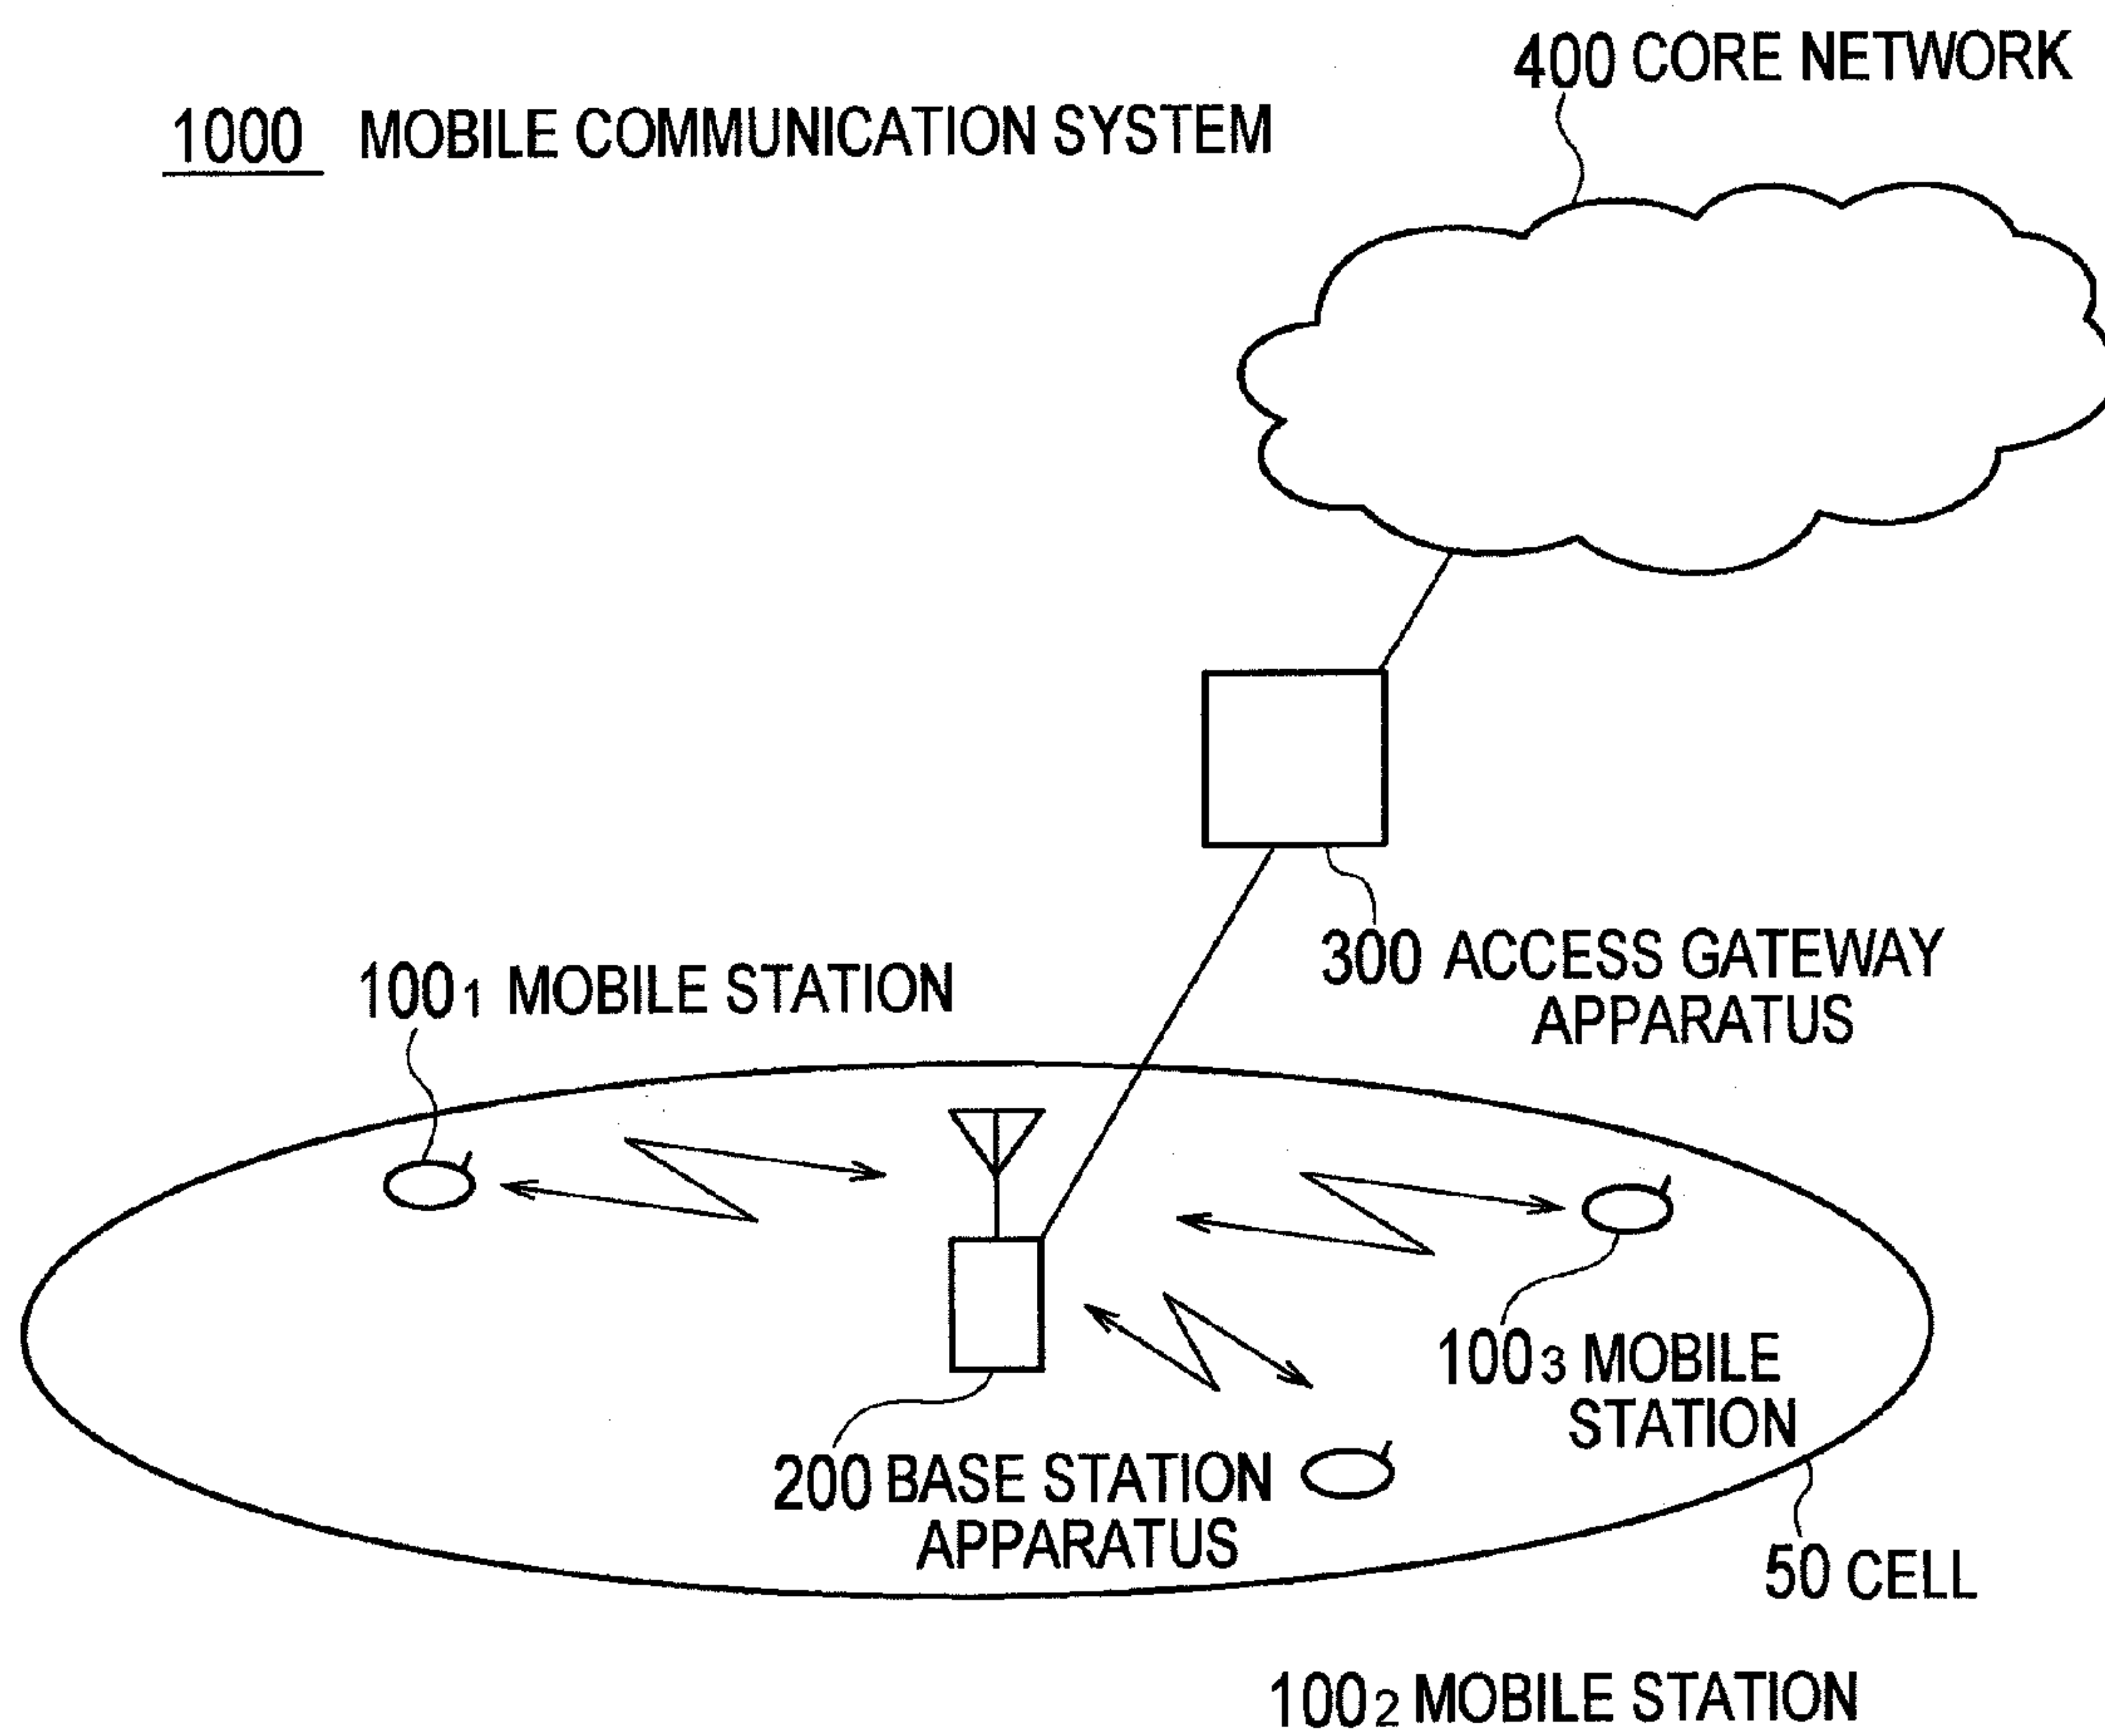 400 CORE NETWORK
1000 MOBILE COMMUNICATION SYSTEM
300 ACCESS GATEWAY
APPARATUS
100₁ MOBILE STATION
100₃ MOBILE
STATION
200 BASE STATION
APPARATUS
50 CELL
100₂ MOBILE STATION